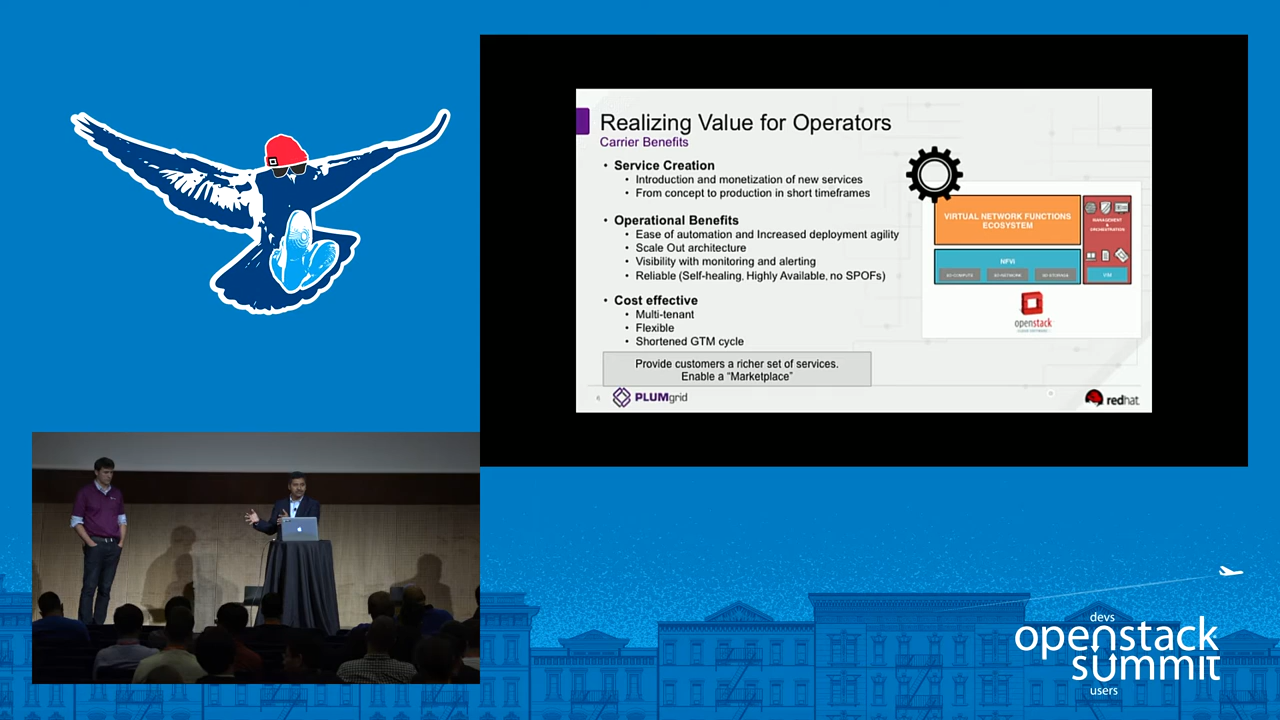 Realizing Value for Operators
Carrier Benefits
• Service Creation
• Introduction and monetization of new services
• From concept to production in short timeframes
• Operational Benefits
• Ease of automation and Increased deployment agility
• Scale Out architecture
• Visibility with monitoring and alerting
• Reliable (Self-healing, Highly Available, no SPOFs)
• Cost effective
• Multi-tenant
• Flexible
• Shortened GTM cycle
Provide customers a richer set of services.
Enable a “Marketplace”
VIRTUAL NETWORK FUNCTIONS
ECOSYSTEM
MANAGEMENT
&
ORCHESTRATION
NFVI
VIM
openstack
6
PLUMgrid
redhat.
devs
openstack
summit
users